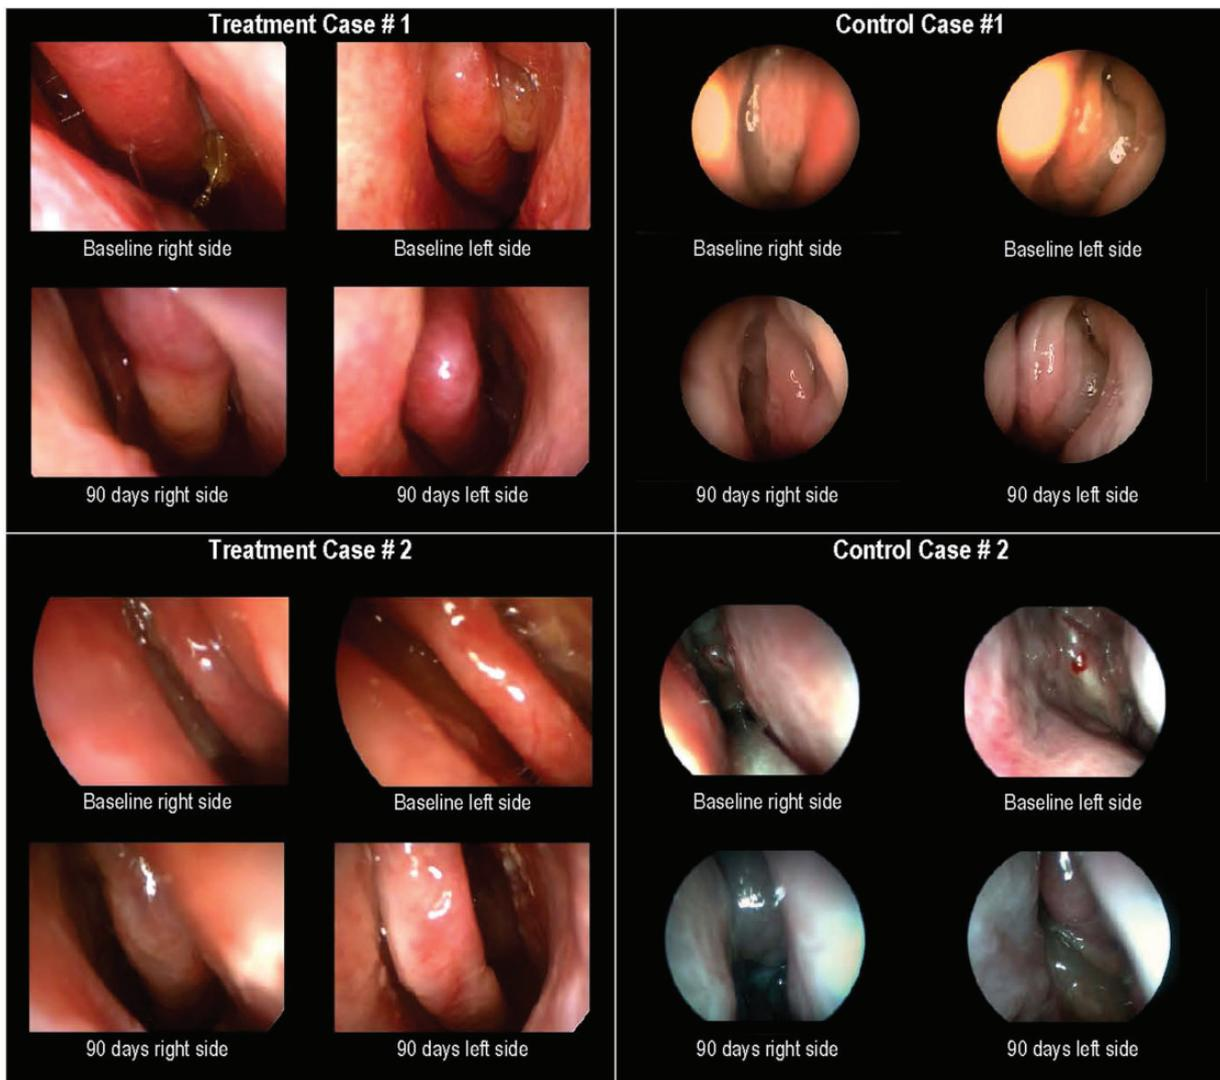 Treatment Case # 1
Baseline right side
Baseline left side
90 days right side
90 days left side
Control Case #1
Baseline right side
Baseline left side
90 days right side
90 days left side
Treatment Case # 2
Baseline right side
Baseline left side
90 days right side
90 days left side
Control Case # 2
Baseline right side
Baseline left side
90 days right side
90 days left side